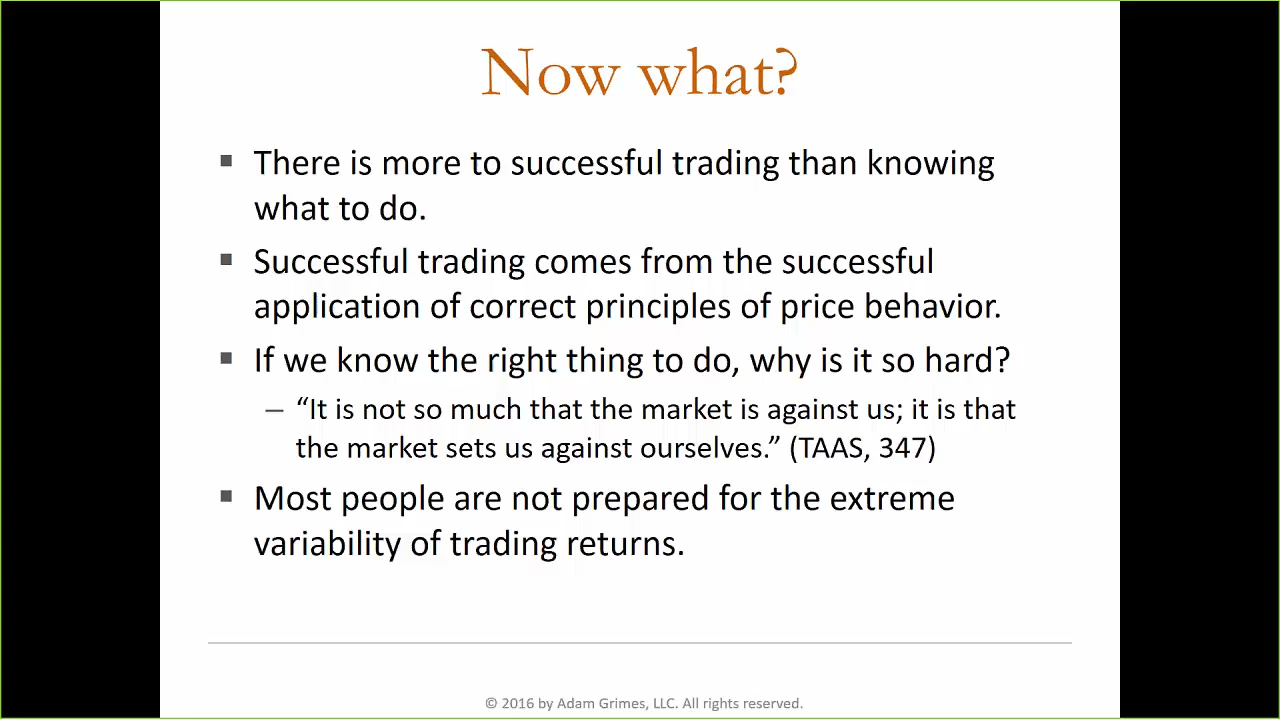 Now what?
▪ There is more to successful trading than knowing
what to do.
▪ Successful trading comes from the successful
application of correct principles of price behavior.
▪ If we know the right thing to do, why is it so hard?
– “It is not so much that the market is against us; it is that
the market sets us against ourselves.” (TAAS, 347)
▪ Most people are not prepared for the extreme
variability of trading returns.
© 2016 by Adam Grimes, LLC. All rights reserved.